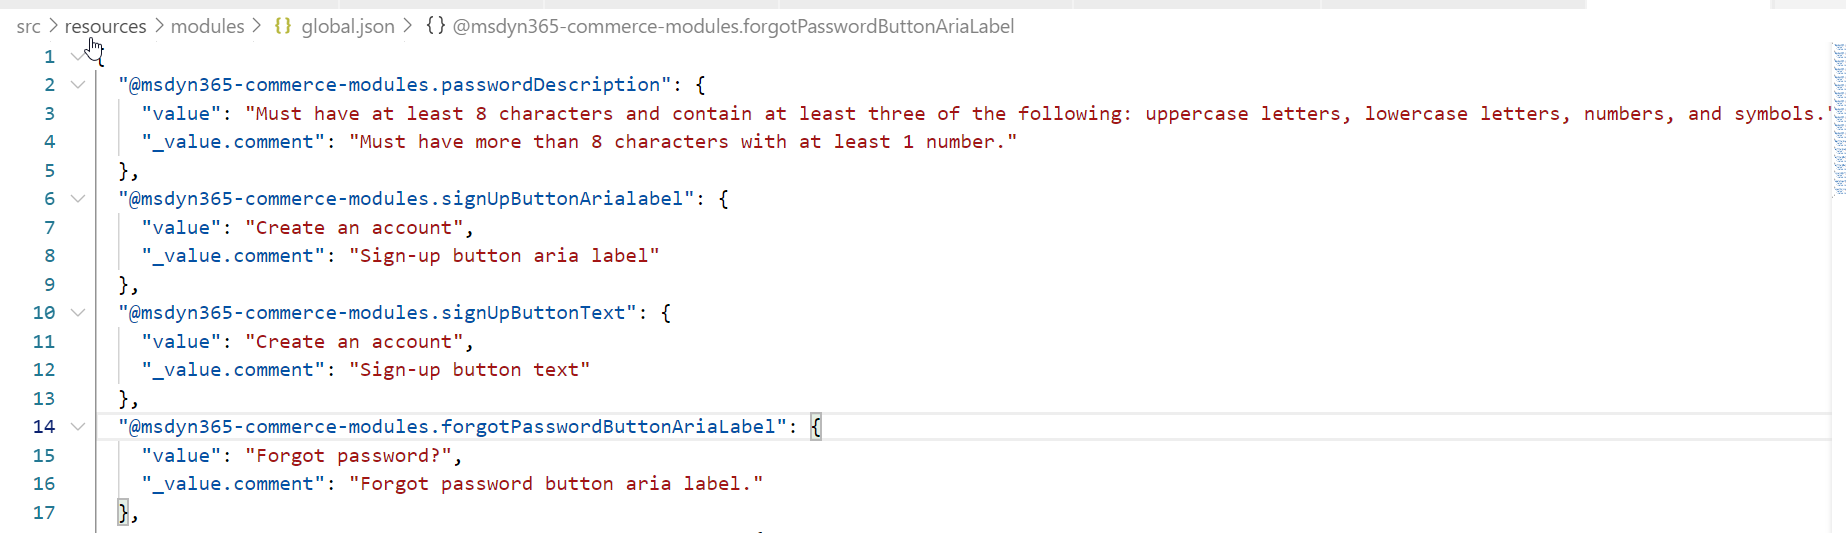 src > resources > modules > {} global.json > {} @msdyn365-commerce-modules.forgotPasswordButtonAriaLabel
1 {
2 "@msdyn365-commerce-modules.passwordDescription": {
3 "value": "Must have at least 8 characters and contain at least three of the following: uppercase letters, lowercase letters, numbers, and symbols."
4 "_value.comment": "Must have more than 8 characters with at least 1 number."
5 },
6 "@msdyn365-commerce-modules.signUpButtonArialabel": {
7 "value": "Create an account",
8 "_value.comment": "Sign-up button aria label"
9 },
10 "@msdyn365-commerce-modules.signUpButtonText": {
11 "value": "Create an account",
12 "_value.comment": "Sign-up button text"
13 },
14 "@msdyn365-commerce-modules.forgotPasswordButtonAriaLabel": {
15 "value": "Forgot password?",
16 "_value.comment": "Forgot password button aria label."
17 },